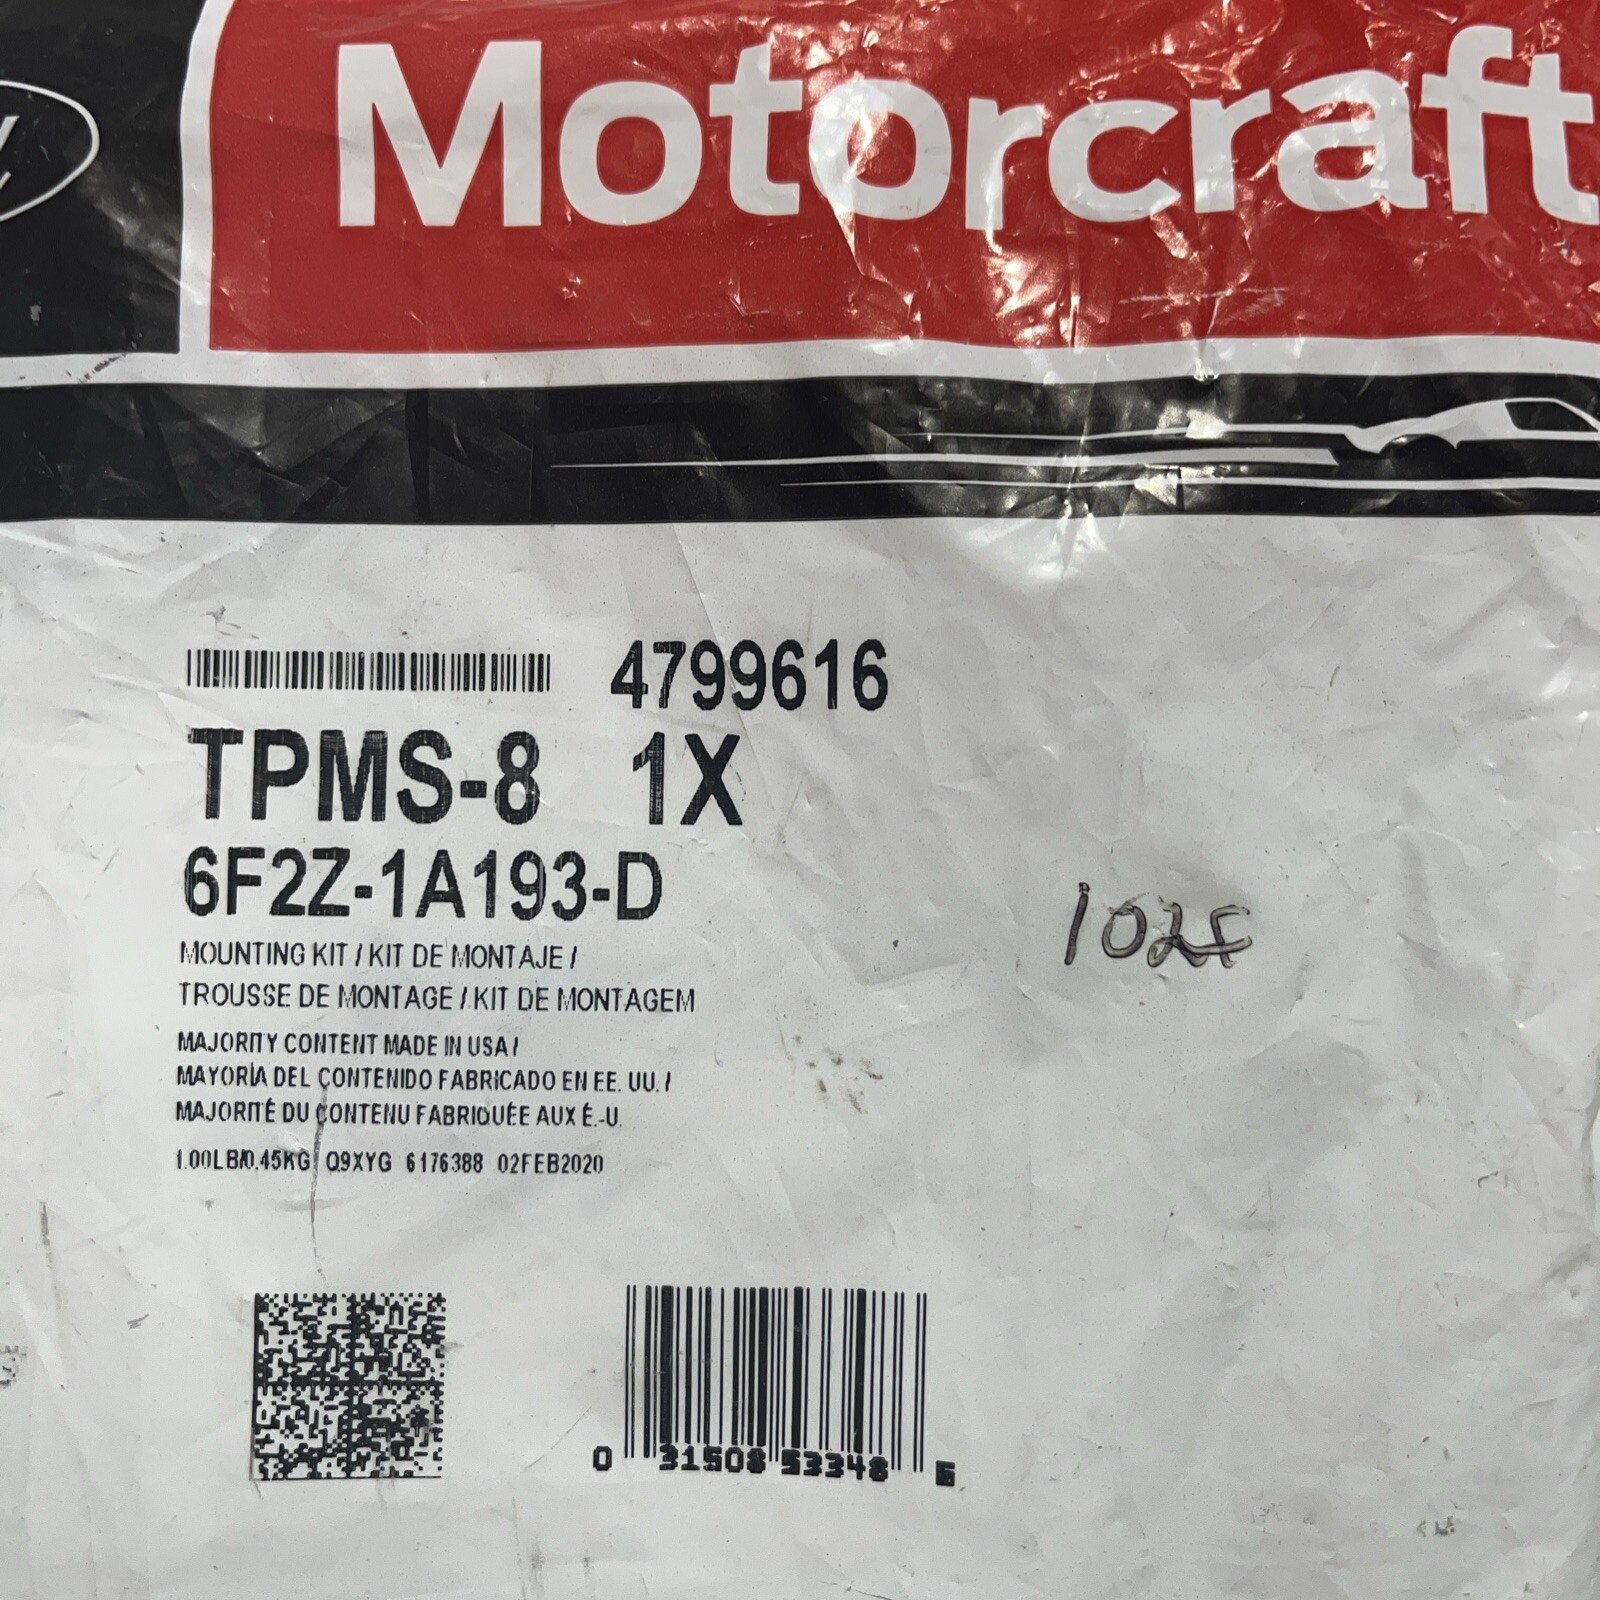 Motorcraft
4799616
TPMS-8 1X
6F2Z-1A193-D
MOUNTING KIT / KIT DE MONTAJE /
TROUSSE DE MONTAGE / KIT DE MONTAGEM
MAJORITY CONTENT MADE IN USA /
MAYORÍA DEL CONTENIDO FABRICADO EN EE. UU. /
MAJORITÉ DU CONTENU FABRIQUÉE AUX É.-U.
1.00LB/0.45KG Q9XYG 6176388 02FEB2020
0 31508 53348 6